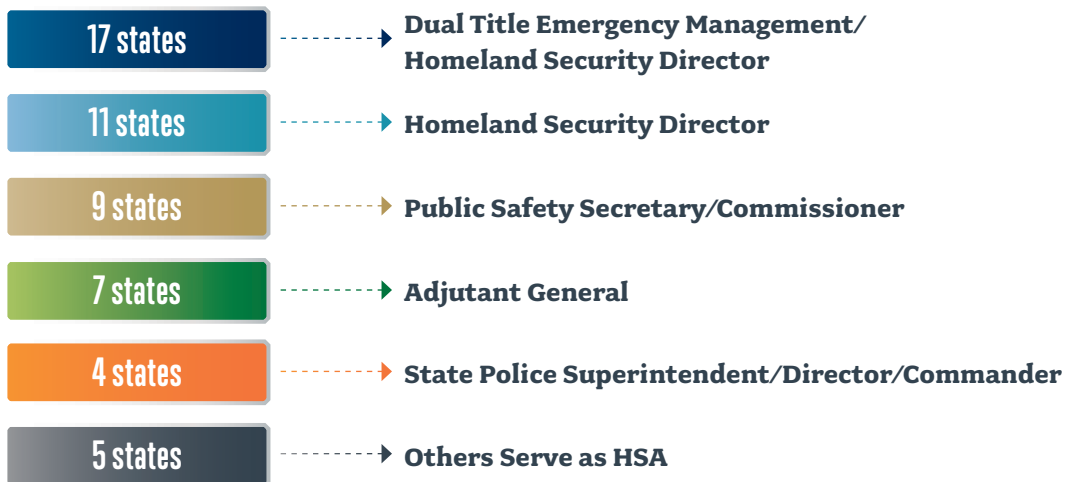 17 states
Dual Title Emergency Management/
Homeland Security Director
11 states
Homeland Security Director
9 states
Public Safety Secretary/Commissioner
7 states
Adjutant General
4 states
State Police Superintendent/Director/Commander
5 states
Others Serve as HSA